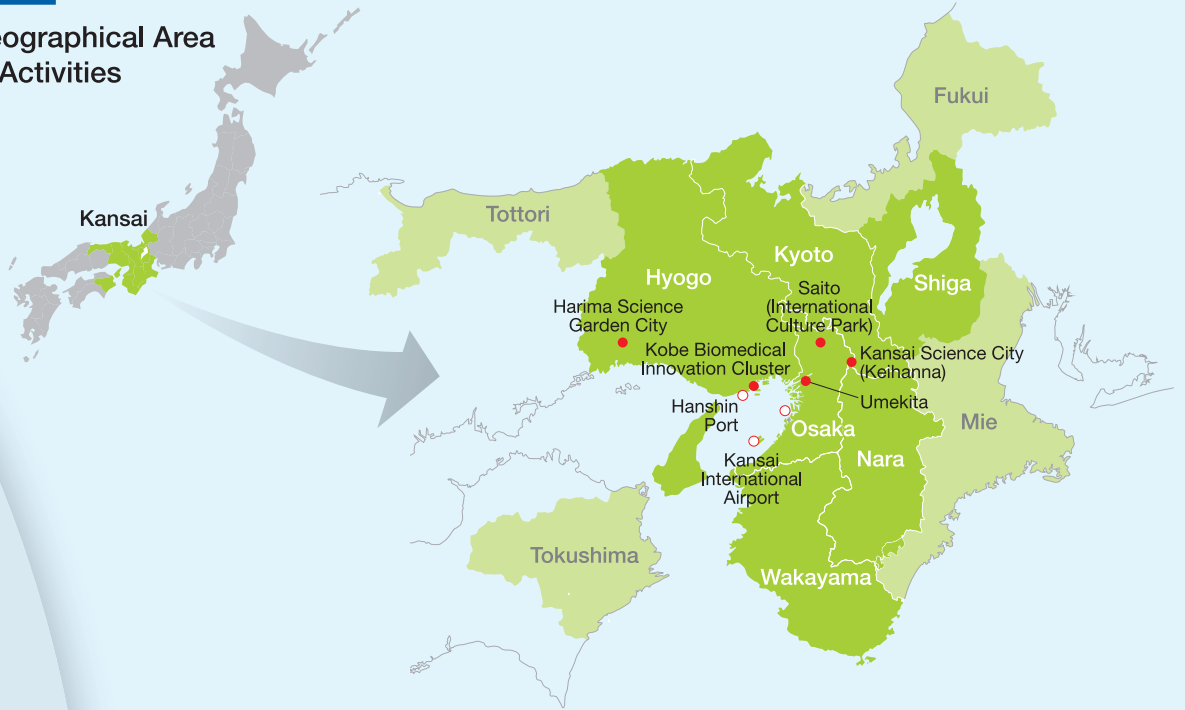 eographical Area
Activities
Kansai
Fukui
Tottori
Kyoto
Hyogo
Shiga
Saito
(International
Culture Park)
Harima Science
Garden City
Kobe Biomedical
Innovation Cluster
Kansai Science City
(Keihanna)
Umekita
Hanshin
Port
Osaka
Mie
Nara
Kansai
International
Airport
Tokushima
Wakayama